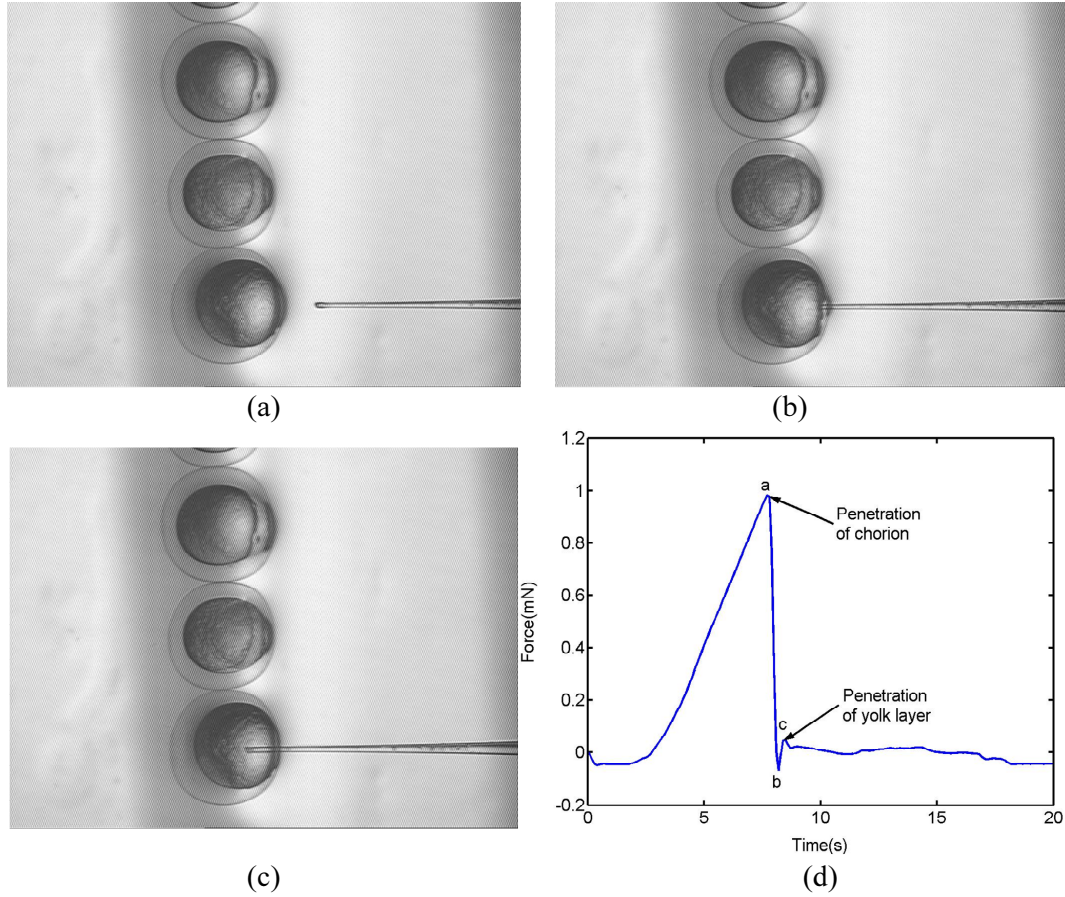 (a)
(b)
1.2
1
0.8
0.6
0.4
0.2
0
-0.2
Force(mN)
a
Penetration
of chorion
Penetration
of yolk layer
c
b
0
5
10
15
20
Time(s)
(c)
(d)